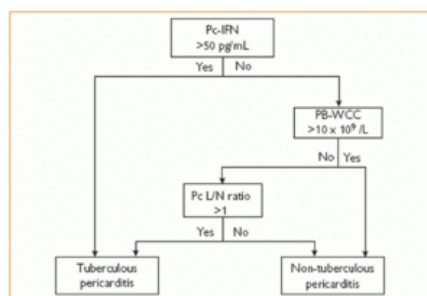 Pc-IFN
>50 pg/mL
Yes No
PB-WCC
>10 x 10⁹ /L
No Yes
Pc L/N ratio
>1
Yes No
Tuberculous
pericarditis
Non-tuberculous
pericarditis